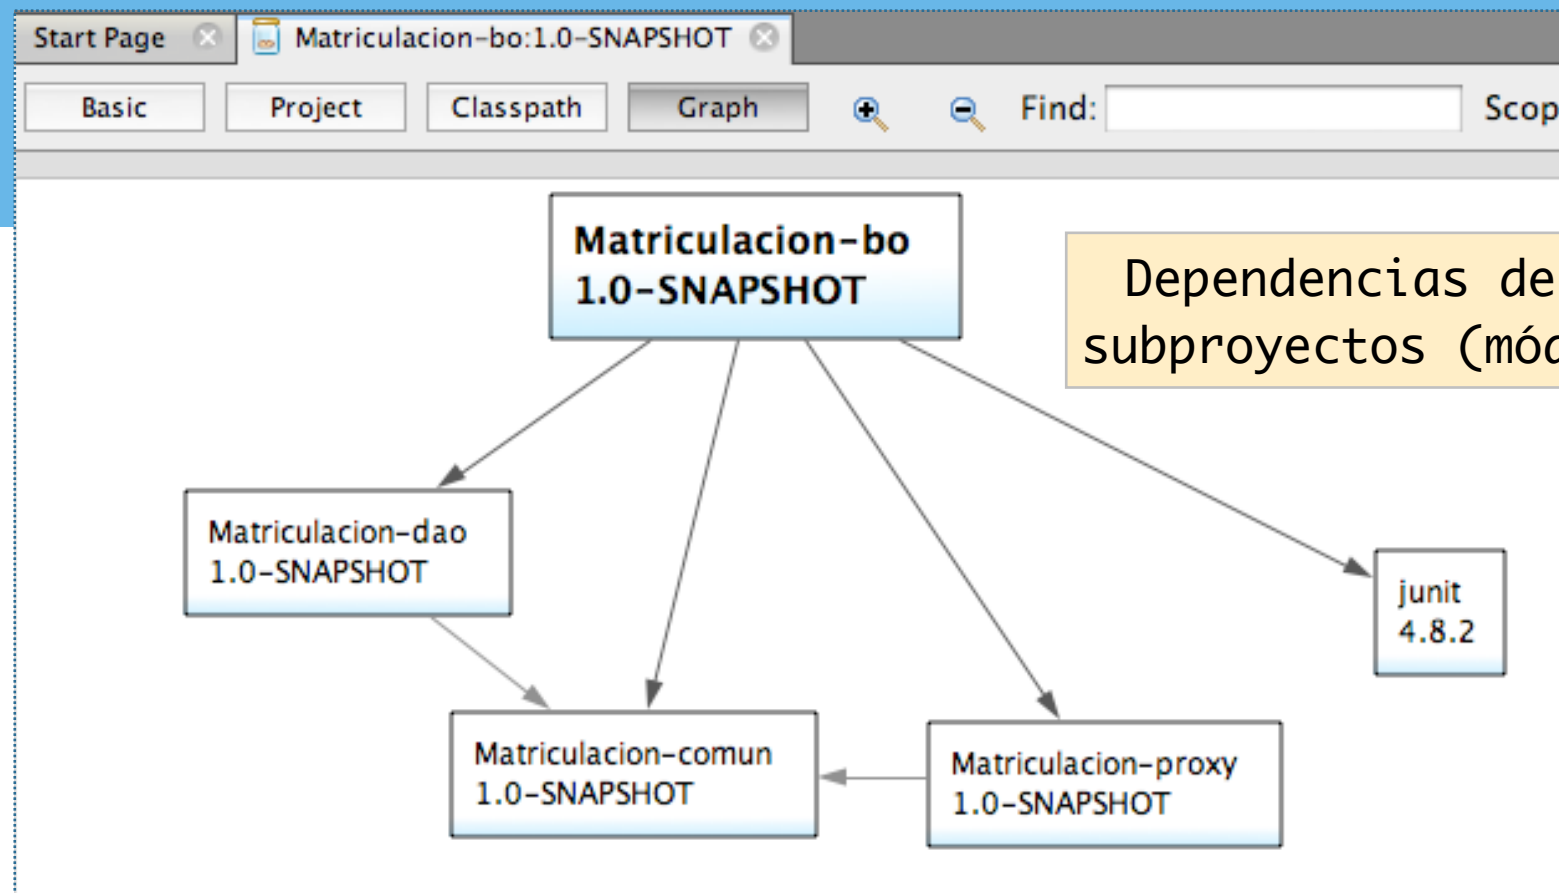 Start Page
Matriculacion-bo:1.0-SNAPSHOT
Basic
Project
Classpath
Graph
Find:
Scop
Matriculacion-bo
1.0-SNAPSHOT
Dependencias de
subproyectos (mód
Matriculacion-dao
1.0-SNAPSHOT
junit
4.8.2
Matriculacion-comun
1.0-SNAPSHOT
Matriculacion-proxy
1.0-SNAPSHOT